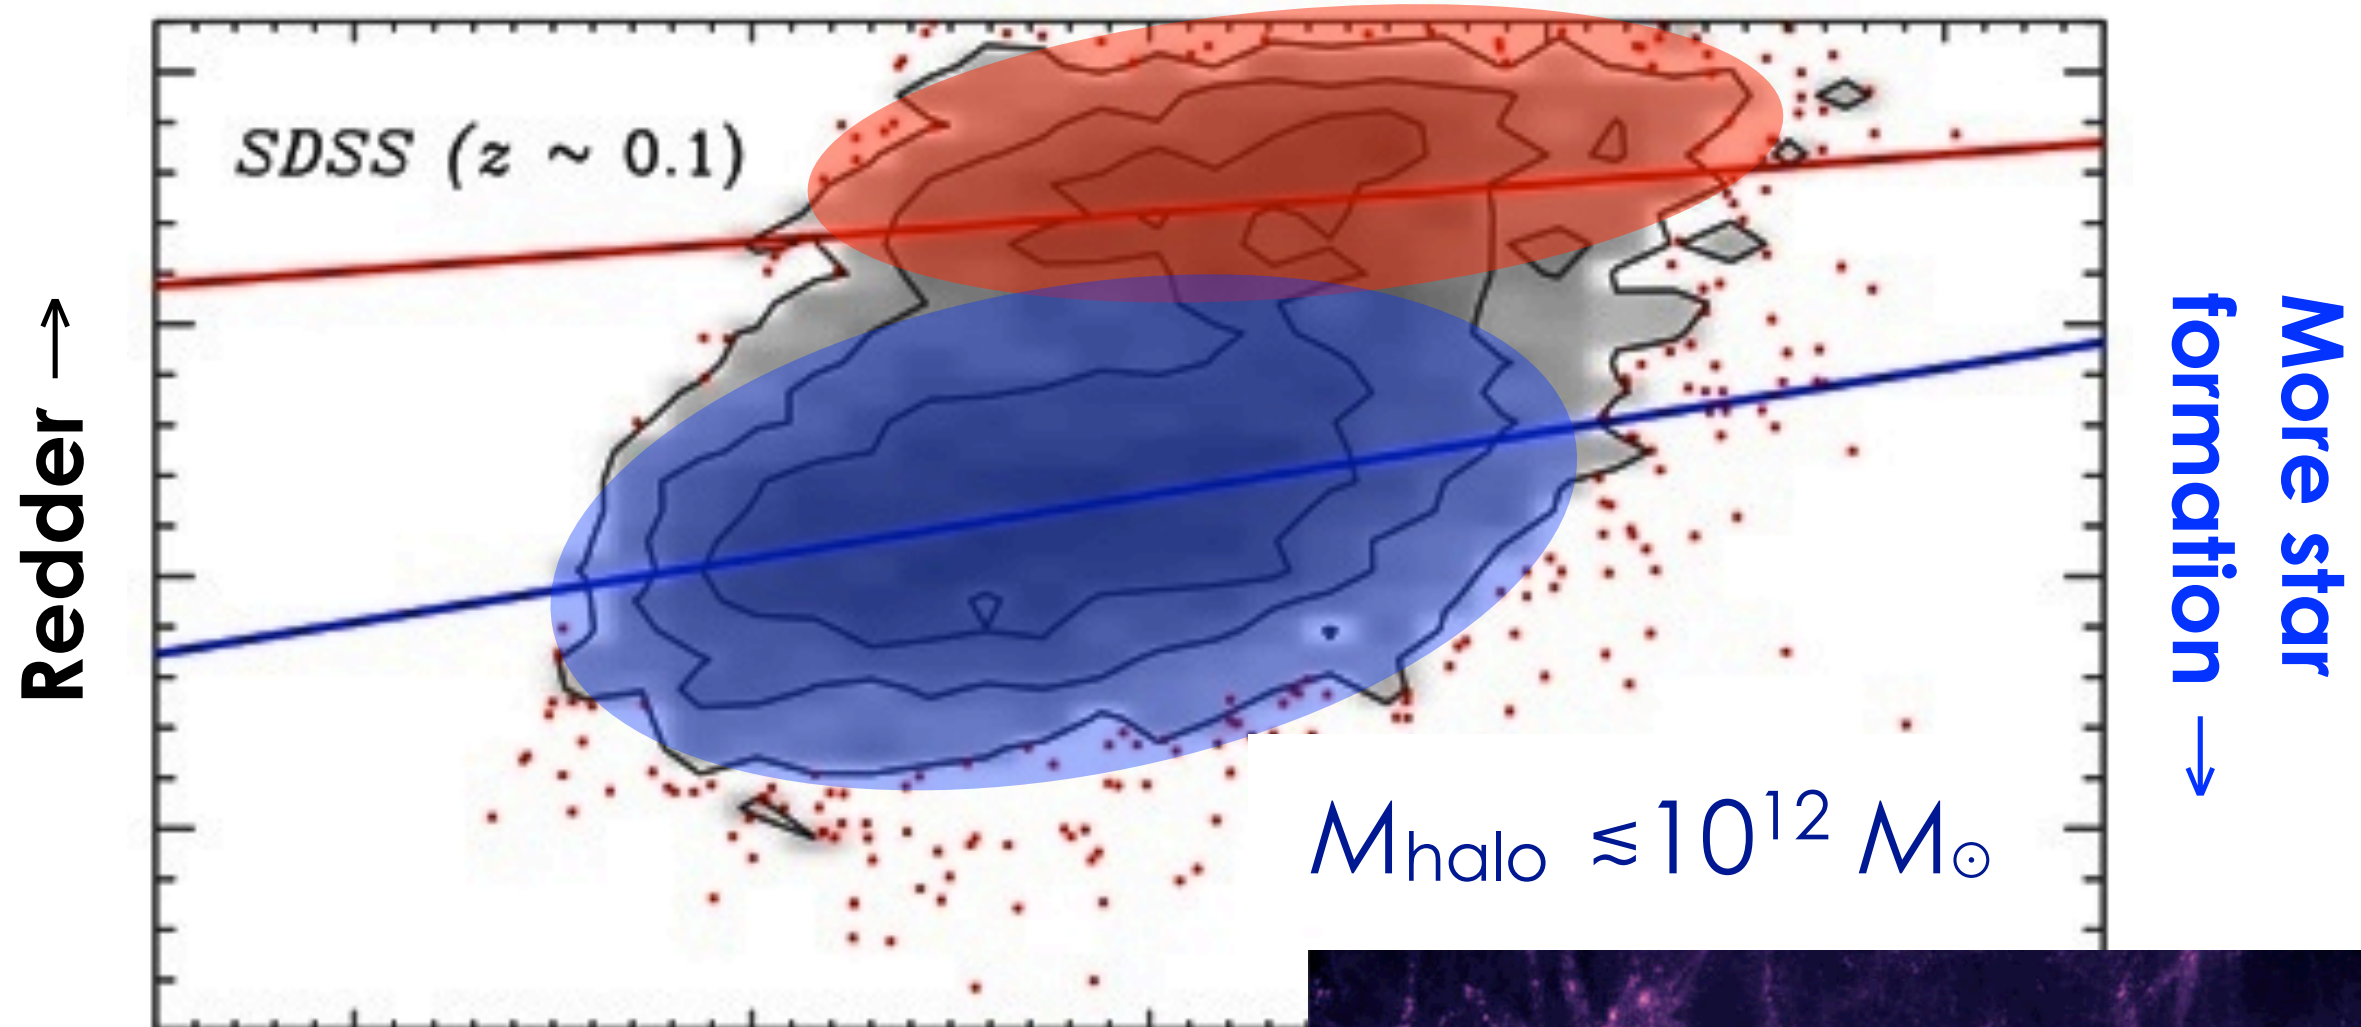 SDSS (z ~ 0.1)
Redder →
More star
formation →
Mhalo ⪅10¹² M☉